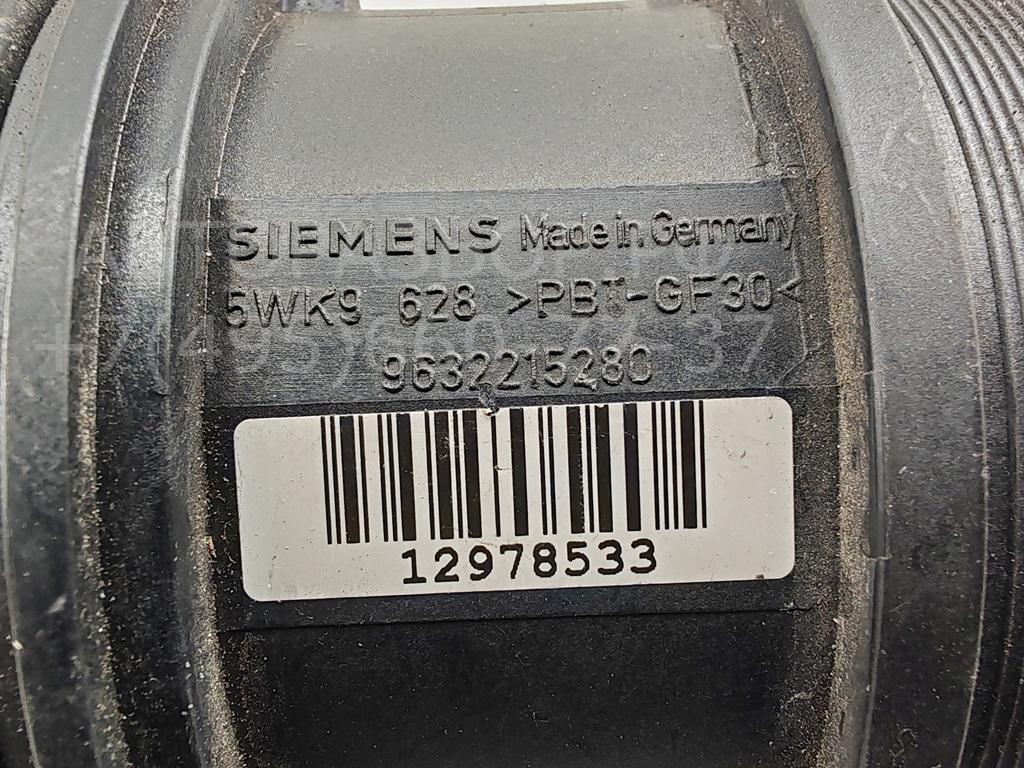 SIEMENS Made in Germany
5WK9 628 >PBT-GF30<
9632215280
12978533